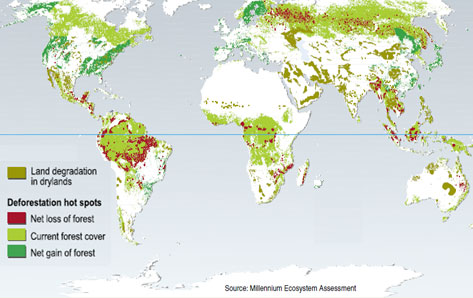 Land degradation
in drylands
Deforestation hot spots
Net loss of forest
Current forest cover
Net gain of forest
Source: Millennium Ecosystem Assessment